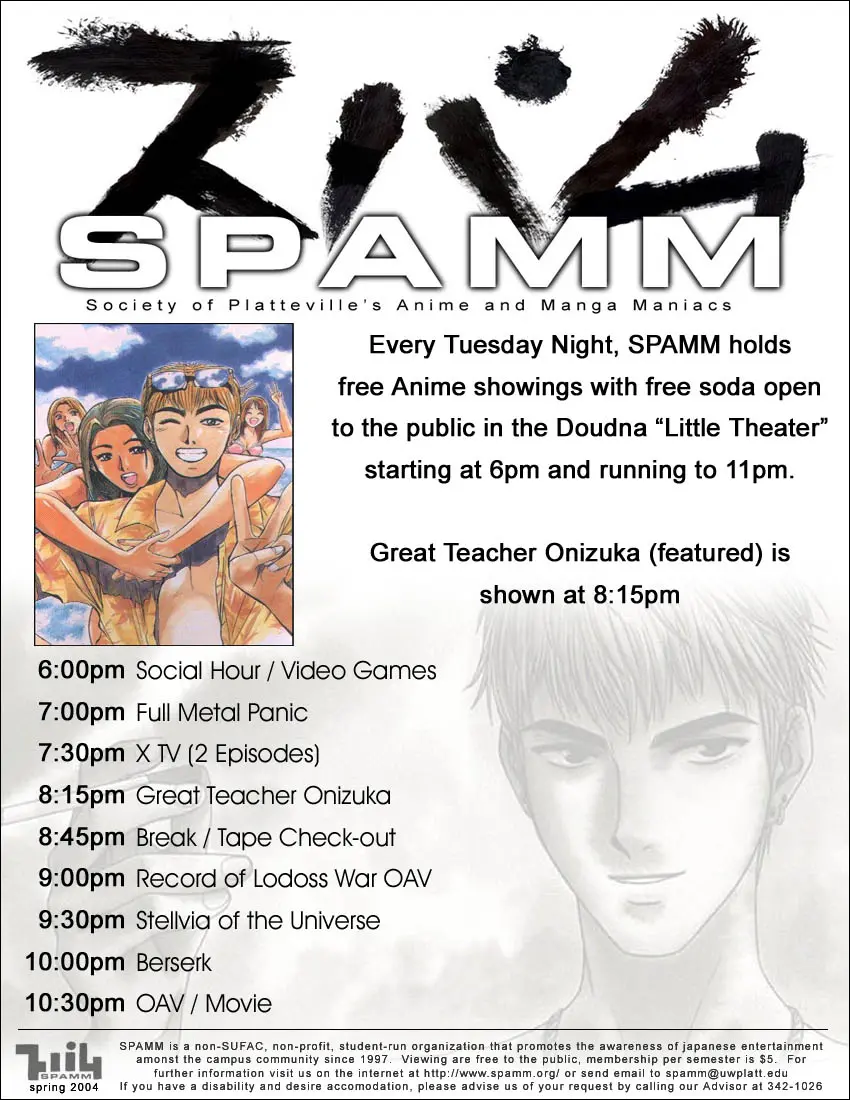 スパム
SPAMM
Society of Platteville's Anime and Manga Maniacs
Every Tuesday Night, SPAMM holds
free Anime showings with free soda open
to the public in the Doudna “Little Theater”
starting at 6pm and running to 11pm.
Great Teacher Onizuka (featured) is
shown at 8:15pm
6:00pm Social Hour / Video Games
7:00pm Full Metal Panic
7:30pm X TV (2 Episodes)
8:15pm Great Teacher Onizuka
8:45pm Break / Tape Check-out
9:00pm Record of Lodoss War OAV
9:30pm Stellvia of the Universe
10:00pm Berserk
10:30pm OAV / Movie
スパム
SPAMM
spring 2004
SPAMM is a non-SUFAC, non-profit, student-run organization that promotes the awareness of japanese entertainment
amonst the campus community since 1997. Viewing are free to the public, membership per semester is $5. For
further information visit us on the internet at http://www.spamm.org/ or send email to spamm@uwplatt.edu
If you have a disability and desire accomodation, please advise us of your request by calling our Advisor at 342-1026